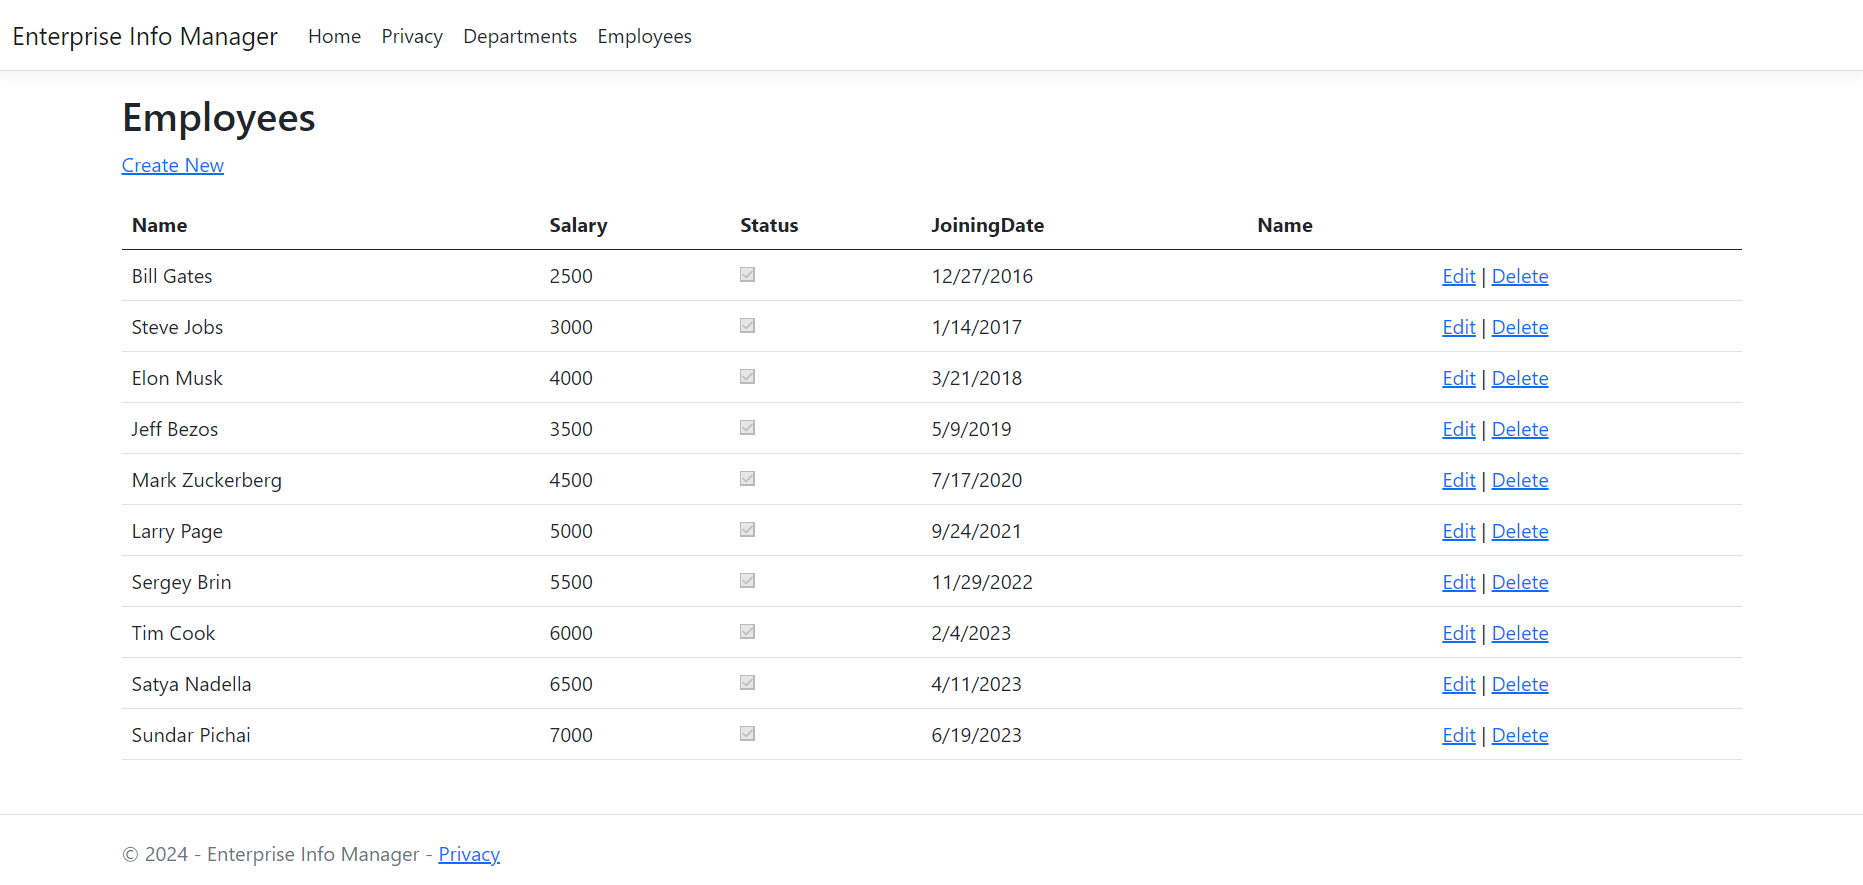 Enterprise Info Manager Home Privacy Departments Employees
Employees
Create New
Name Salary Status JoiningDate Name
Bill Gates 2500 12/27/2016 Edit | Delete
Steve Jobs 3000 1/14/2017 Edit | Delete
Elon Musk 4000 3/21/2018 Edit | Delete
Jeff Bezos 3500 5/9/2019 Edit | Delete
Mark Zuckerberg 4500 7/17/2020 Edit | Delete
Larry Page 5000 9/24/2021 Edit | Delete
Sergey Brin 5500 11/29/2022 Edit | Delete
Tim Cook 6000 2/4/2023 Edit | Delete
Satya Nadella 6500 4/11/2023 Edit | Delete
Sundar Pichai 7000 6/19/2023 Edit | Delete
© 2024 - Enterprise Info Manager - Privacy